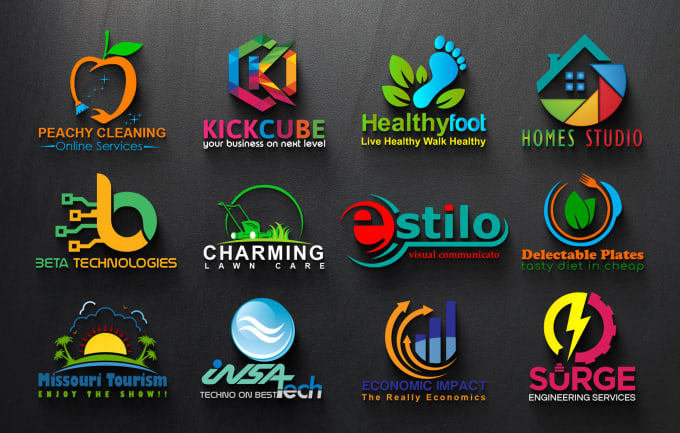 PEACHY CLEANING
Online Services
KICKCUBE
your business on next level
Healthyfoot
Live Healthy Walk Healthy
HOMES STUDIO
BETA TECHNOLOGIES
CHARMING
LAWN CARE
estilo
visual communicato
Delectable Plates
tasty diet in cheap
Missouri Tourism
ENJOY THE SHOW!!
iNSAtech
TECHNO ON BEST
ECONOMIC IMPACT
The Really Economics
SURGE
ENGINEERING SERVICES